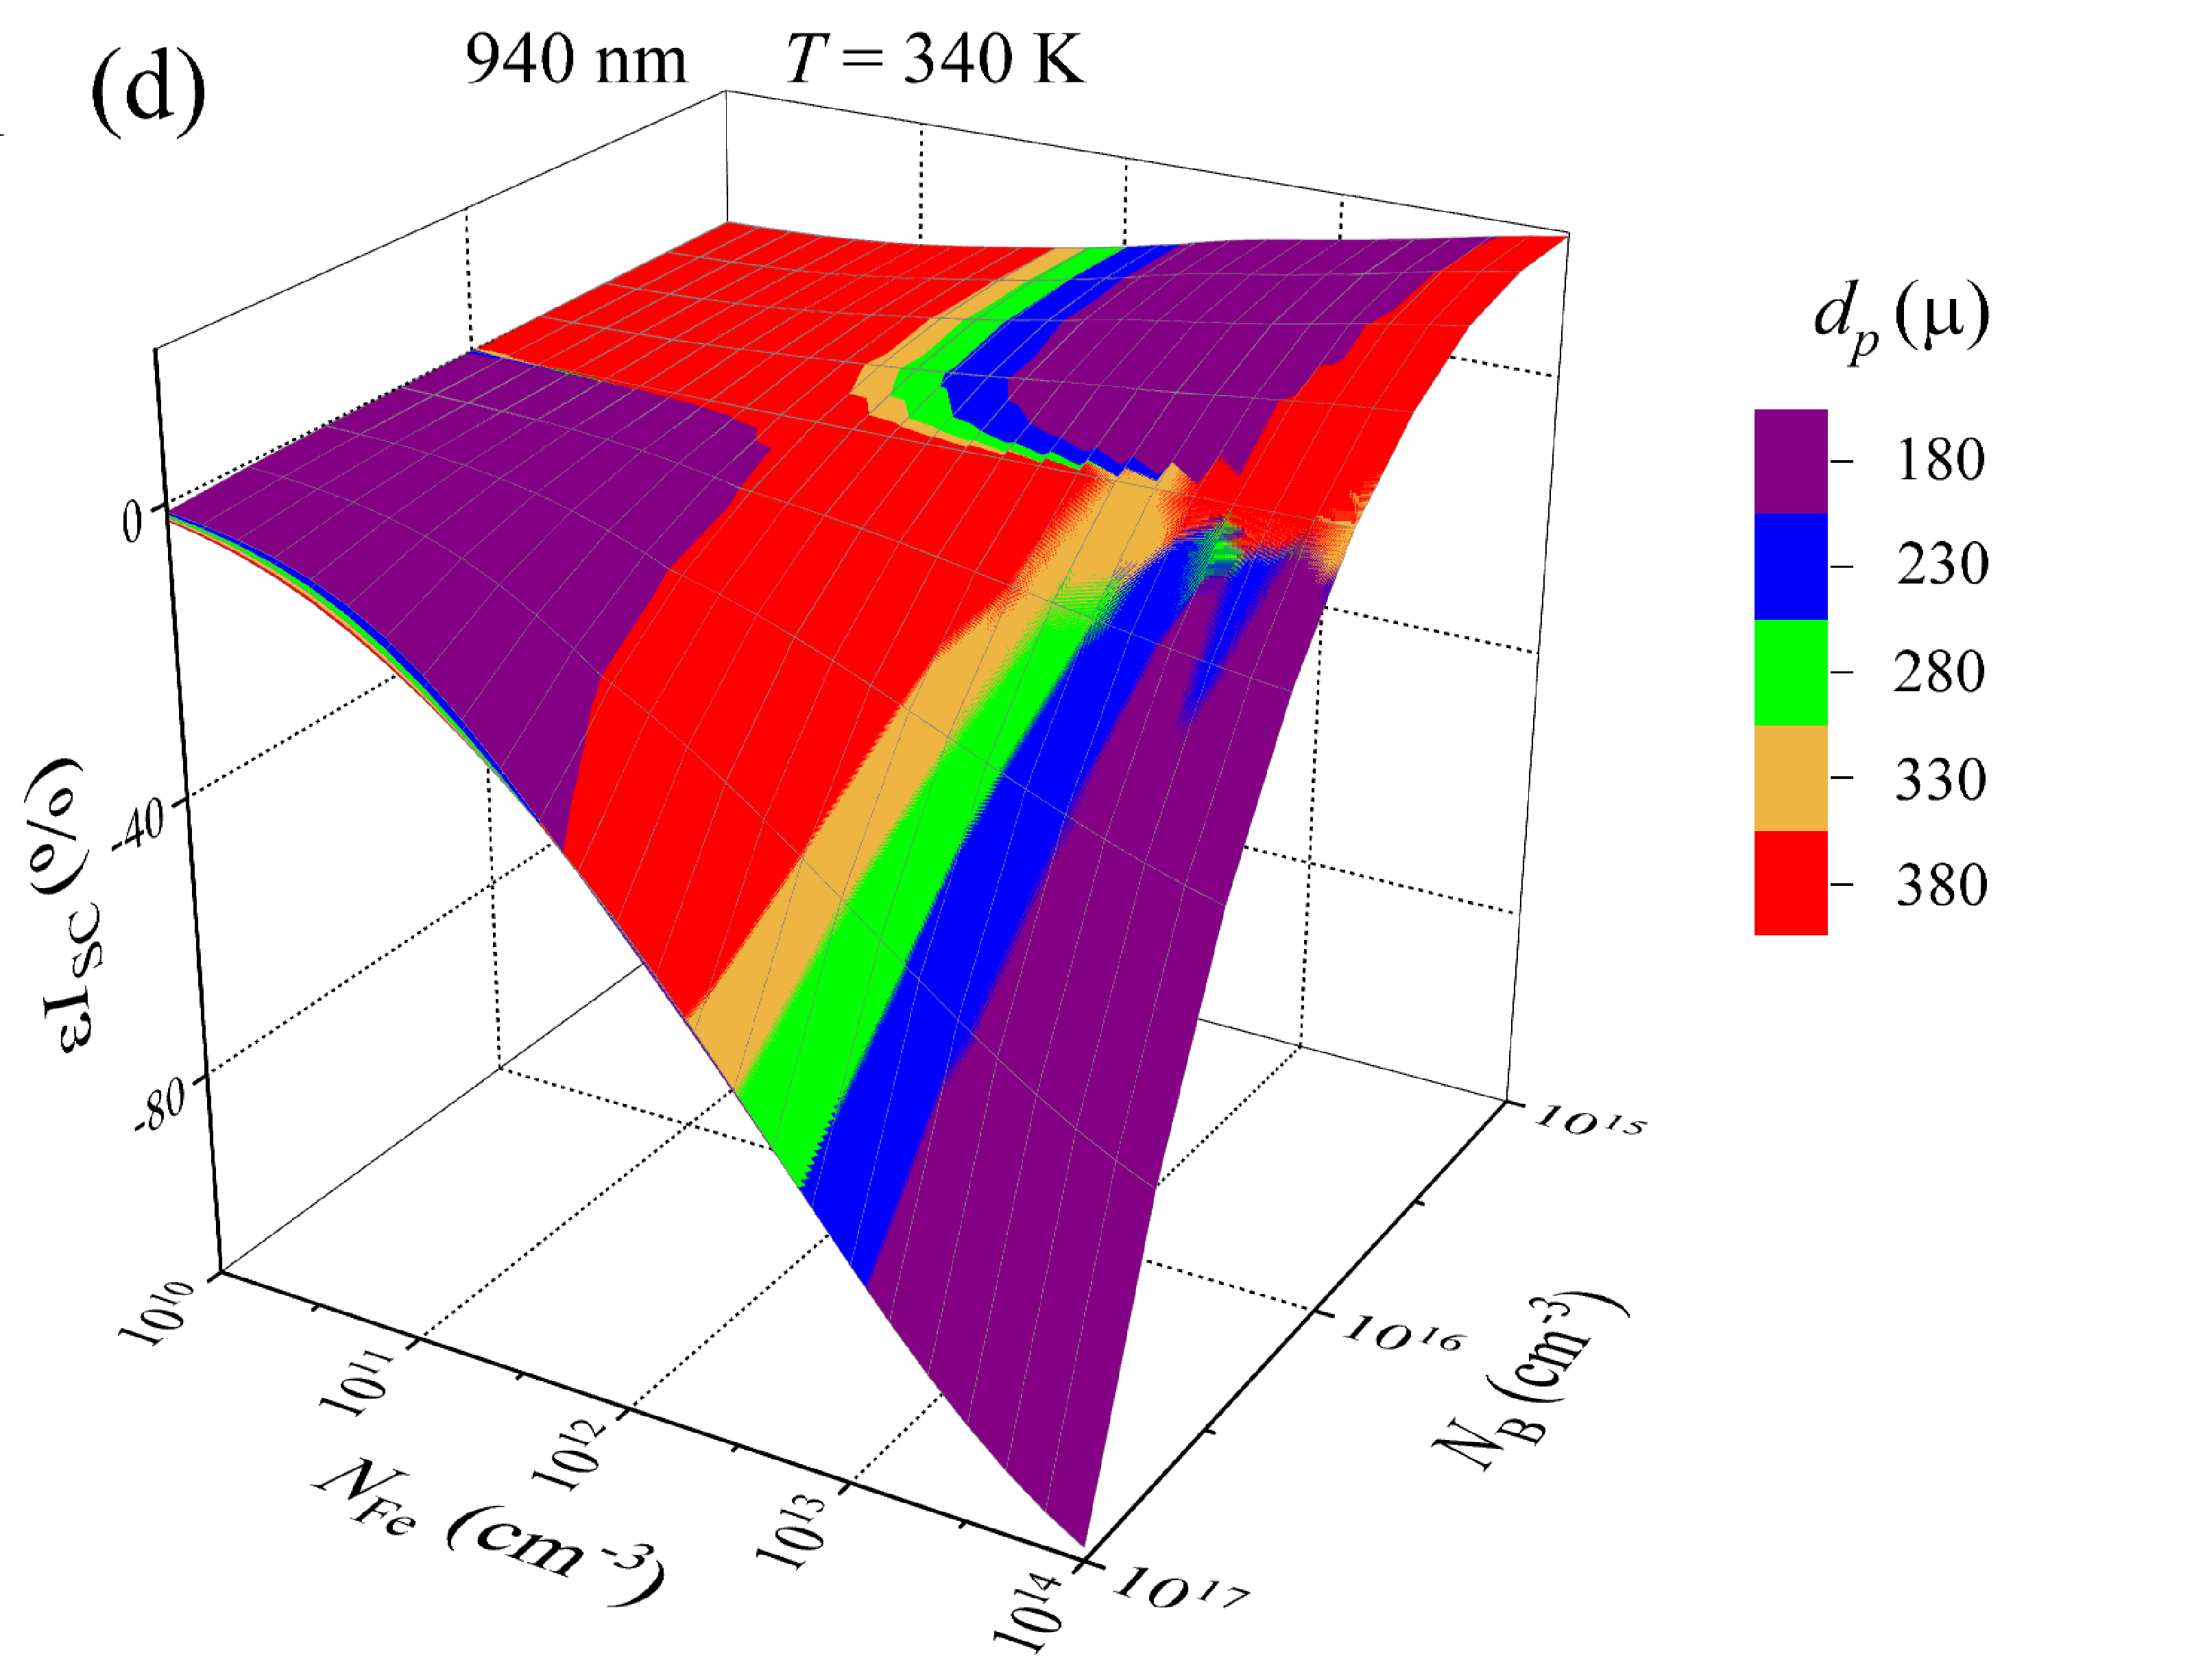 (d)
940 nm T = 340 K
d_p (μ)
180
230
280
330
380
0
-40
-80
εI_SC (%)
10^10
10^11
10^12
10^13
10^14
N_Fe (cm^-3)
10^15
10^16
10^17
N_B (cm^-3)